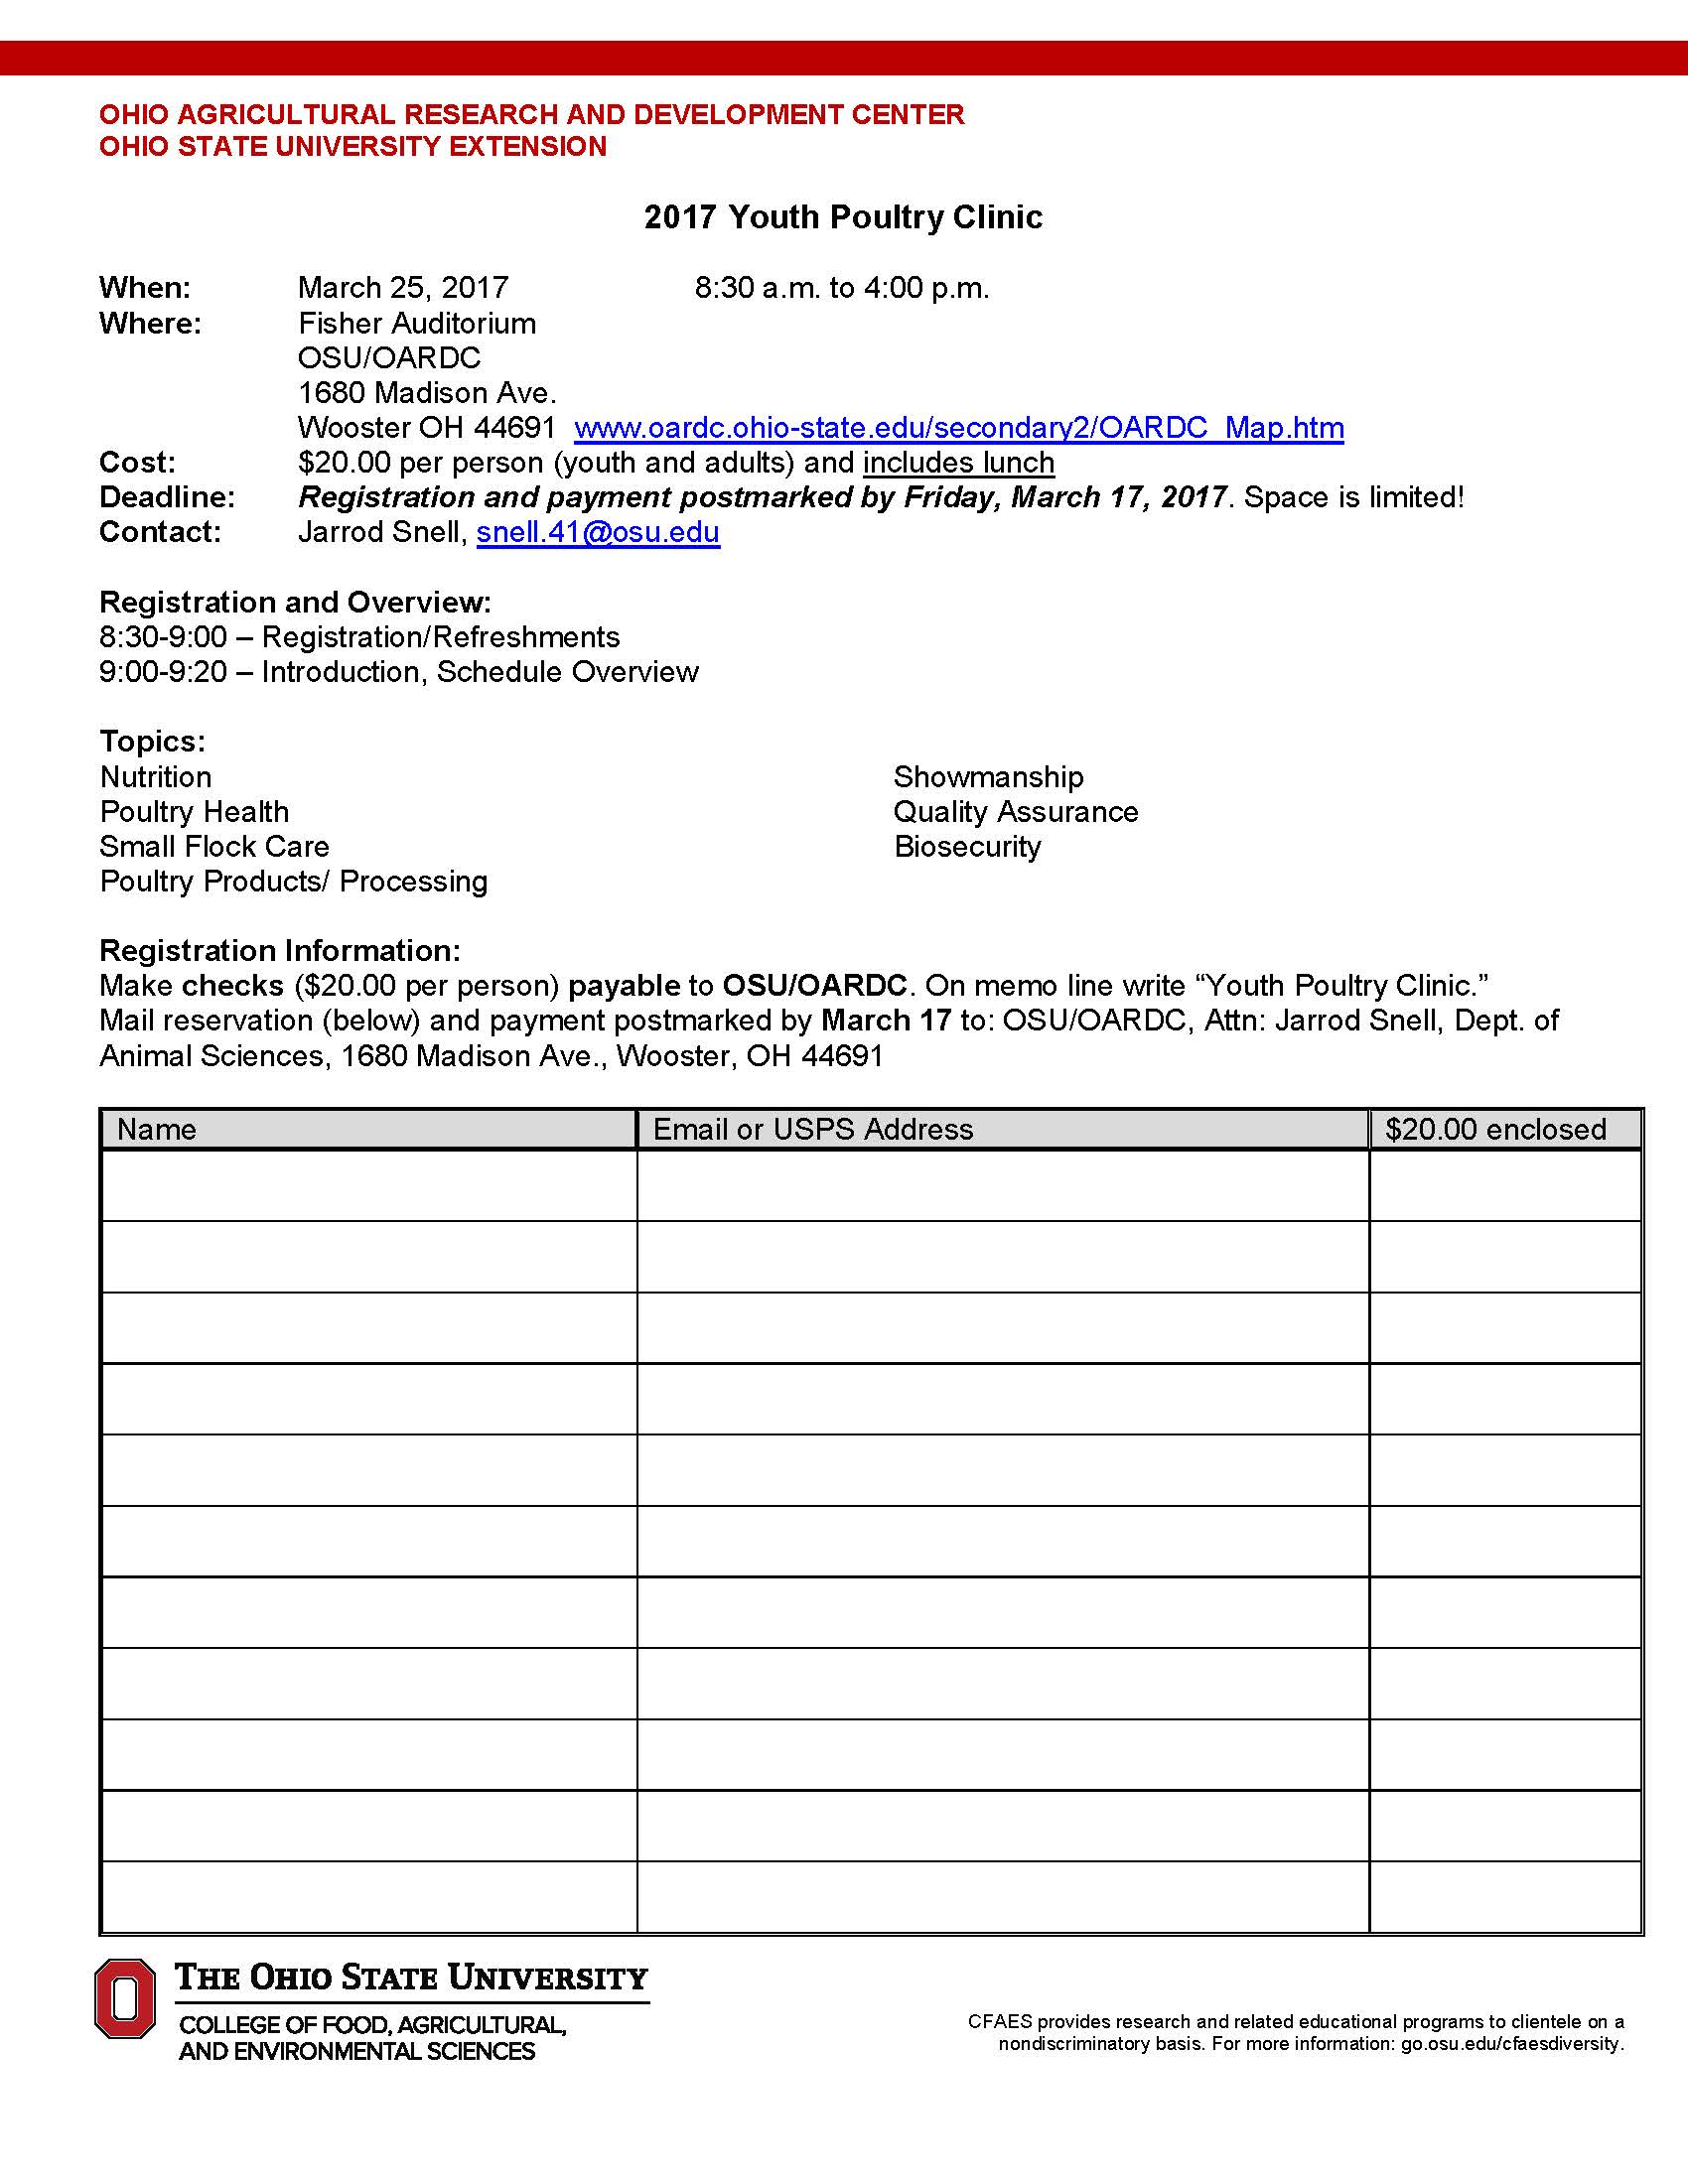 OHIO AGRICULTURAL RESEARCH AND DEVELOPMENT CENTER
OHIO STATE UNIVERSITY EXTENSION
2017 Youth Poultry Clinic
When: March 25, 2017 8:30 a.m. to 4:00 p.m.
Where: Fisher Auditorium
OSU/OARDC
1680 Madison Ave.
Wooster OH 44691 www.oardc.ohio-state.edu/secondary2/OARDC_Map.htm
Cost: $20.00 per person (youth and adults) and includes lunch
Deadline: Registration and payment postmarked by Friday, March 17, 2017. Space is limited!
Contact: Jarrod Snell, snell.41@osu.edu
Registration and Overview:
8:30-9:00 – Registration/Refreshments
9:00-9:20 – Introduction, Schedule Overview
Topics:
Nutrition Showmanship
Poultry Health Quality Assurance
Small Flock Care Biosecurity
Poultry Products/ Processing
Registration Information:
Make checks ($20.00 per person) payable to OSU/OARDC. On memo line write “Youth Poultry Clinic.”
Mail reservation (below) and payment postmarked by March 17 to: OSU/OARDC, Attn: Jarrod Snell, Dept. of
Animal Sciences, 1680 Madison Ave., Wooster, OH 44691
Name Email or USPS Address $20.00 enclosed
THE OHIO STATE UNIVERSITY
COLLEGE OF FOOD, AGRICULTURAL,
AND ENVIRONMENTAL SCIENCES
CFAES provides research and related educational programs to clientele on a
nondiscriminatory basis. For more information: go.osu.edu/cfaesdiversity.